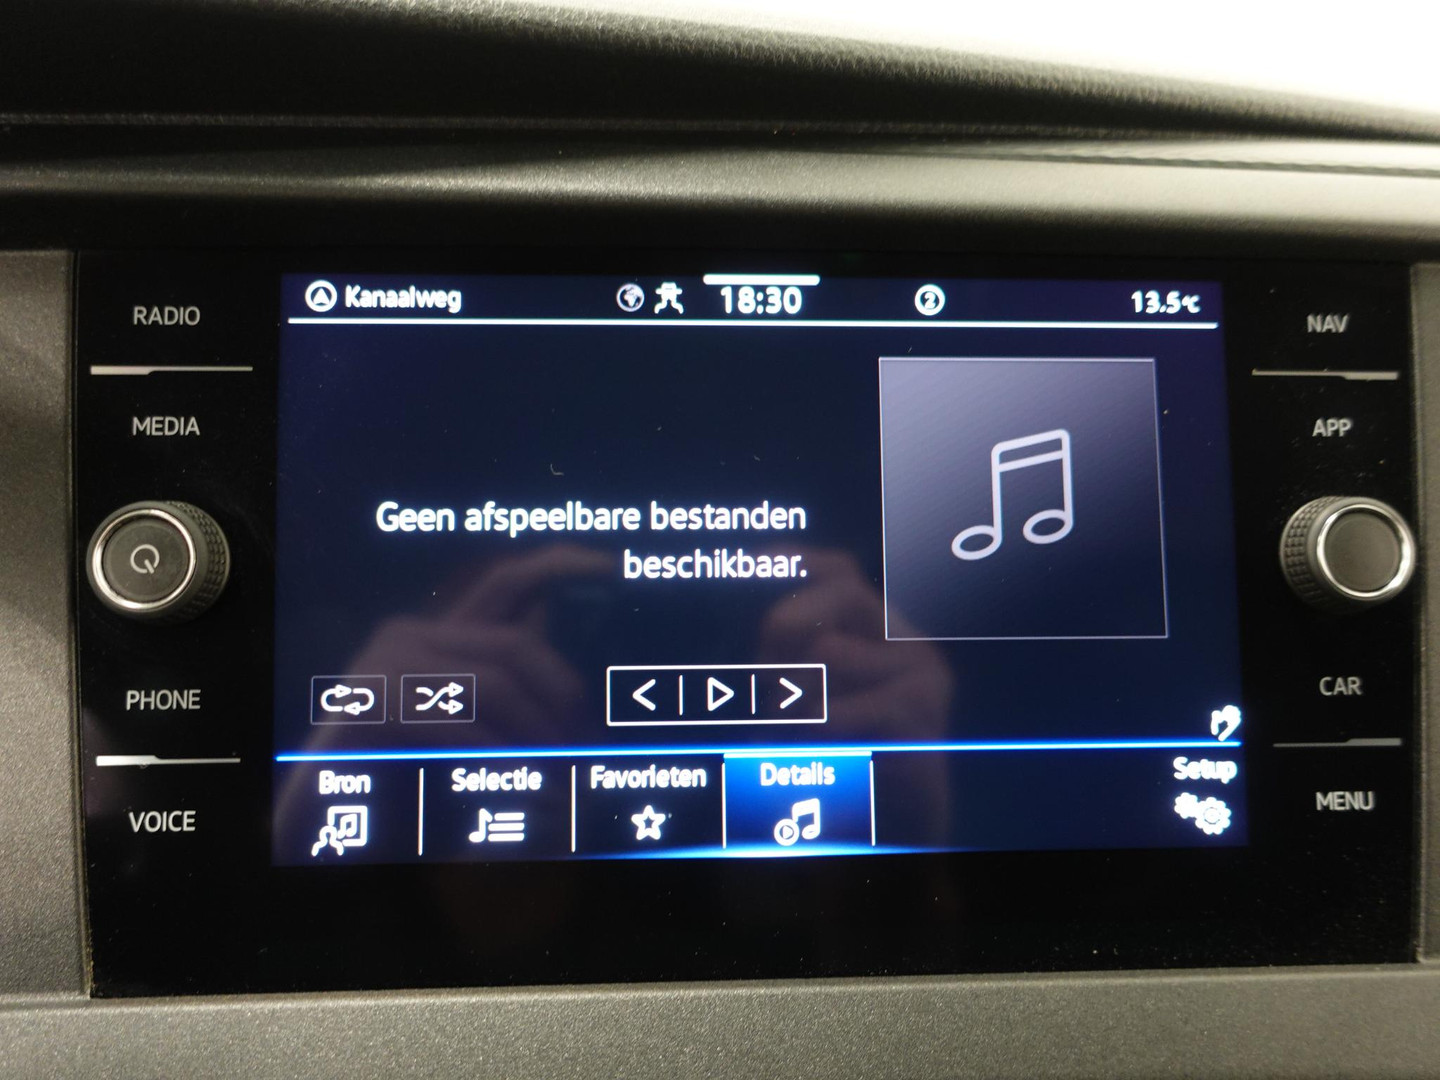 RADIO
MEDIA
PHONE
VOICE
Kanaalweg
18:30
2
13.5°C
Geen afspeelbare bestanden
beschikbaar.
Bron
Selectie
Favorieten
Details
Setup
NAV
APP
CAR
MENU